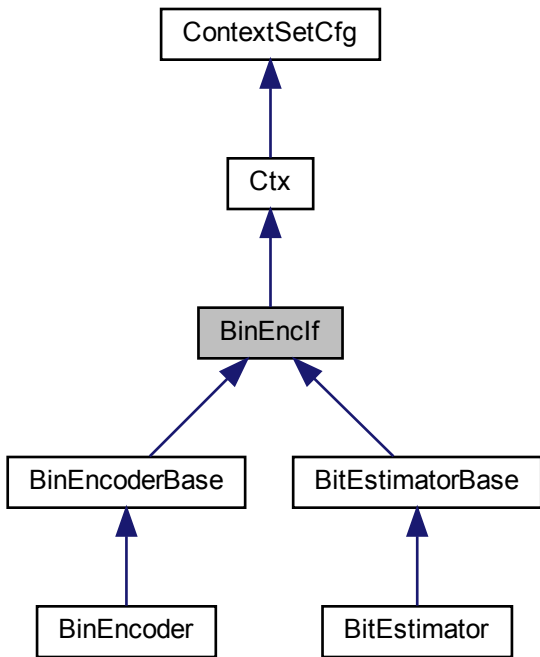 ContextSetCfg
Ctx
BinEncIf
BinEncoderBase
BitEstimatorBase
BinEncoder
BitEstimator